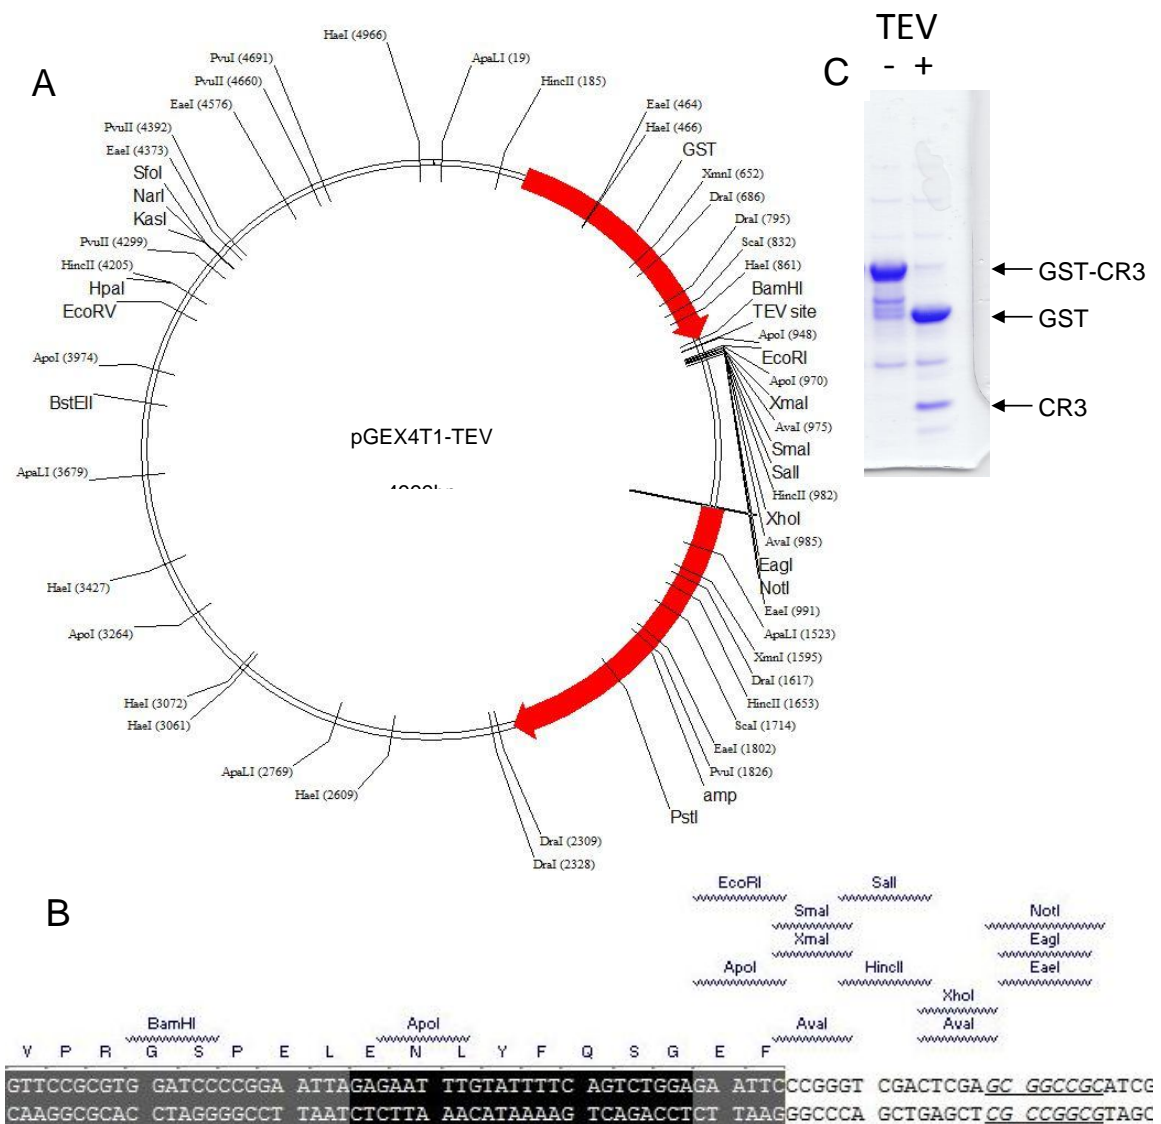 A
HaeI (4966)
ApaLI (19)
HincII (185)
EaeI (464)
HaeI (466)
GST
XmnI (652)
DraI (686)
DraI (795)
ScaI (832)
HaeI (861)
BamHI
TEV site
ApoI (948)
EcoRI
ApoI (970)
XmaI
AvaI (975)
SmaI
SalI
HincII (982)
XhoI
AvaI (985)
EagI
NotI
EaeI (991)
ApaLI (1523)
XmnI (1595)
DraI (1617)
HincII (1653)
ScaI (1714)
EaeI (1802)
PvuI (1826)
amp
PstI
DraI (2309)
DraI (2328)
HaeI (2609)
ApaLI (2769)
HaeI (3061)
HaeI (3072)
ApoI (3264)
HaeI (3427)
ApaLI (3679)
BstEII
ApoI (3974)
EcoRV
HpaI
HincII (4205)
PvuII (4299)
KasI
NarI
SfoI
EaeI (4373)
PvuII (4392)
EaeI (4576)
PvuII (4660)
PvuI (4691)
pGEX4T1-TEV
C
TEV
- +
GST-CR3
GST
CR3
B
EcoRI SalI
SmaI NotI
XmaI EagI
ApoI HincII EaeI
XhoI
BamHI ApoI AvaI AvaI
V P R G S P E L E N L Y F Q S G E F
GTTCCGCGTG GATCCCCGGA ATTAGAGAAT TTGTATTTTC AGTCTGGAGA ATTCCCGGGT CGACTCGAGC GGCCGCATCG
CAAGGCGCAC CTAGGGGCCT TAATCTCTTA AACATAAAAG TCAGACCTCT TAAGGGCCCA GCTGAGCTCG CCGGCGTAGC